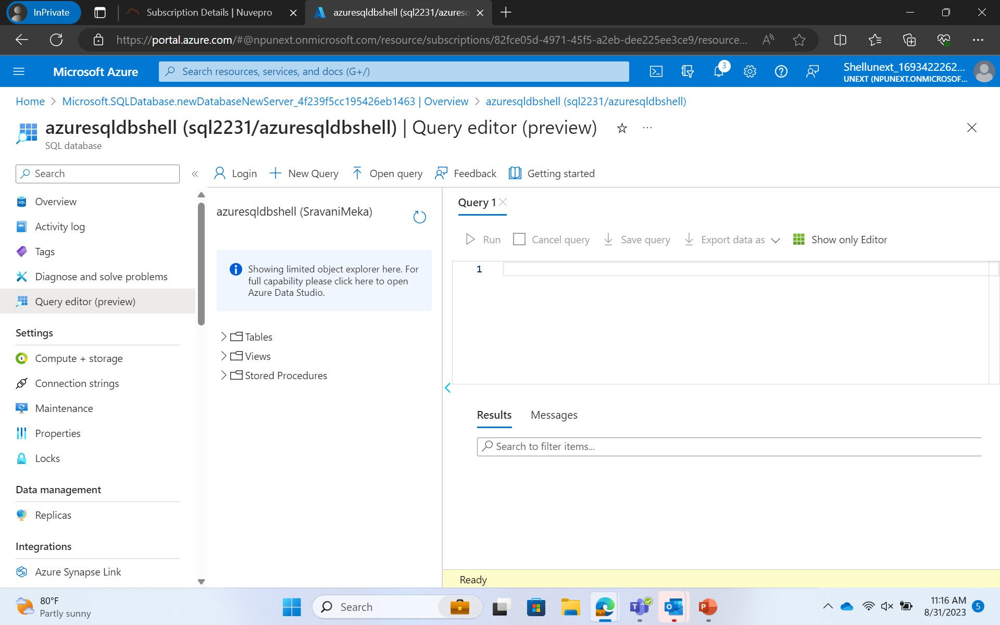 InPrivate
Subscription Details | Nuvepro
azuresqldbshell (sql2231/azuresq
https://portal.azure.com/#@npunext.onmicrosoft.com/resource/subscriptions/82fce05d-4971-45f5-a2eb-dee225ee3ce9/resource...
Microsoft Azure
Search resources, services, and docs (G+/)
3
Shellunext_1693422262...
UNEXT (NPUNEXT.ONMICROSOF...
Home > Microsoft.SQLDatabase.newDatabaseNewServer_4f239f5cc195426eb1463 | Overview > azuresqldbshell (sql2231/azuresqldbshell)
azuresqldbshell (sql2231/azuresqldbshell) | Query editor (preview)
SQL database
Search
Login
New Query
Open query
Feedback
Getting started
Overview
Activity log
Tags
Diagnose and solve problems
Query editor (preview)
Settings
Compute + storage
Connection strings
Maintenance
Properties
Locks
Data management
Replicas
Integrations
Azure Synapse Link
azuresqldbshell (SravaniMeka)
Showing limited object explorer here. For
full capability please click here to open
Azure Data Studio.
Tables
Views
Stored Procedures
Query 1
Run
Cancel query
Save query
Export data as
Show only Editor
1
Results
Messages
Search to filter items...
Ready
80°F
Partly sunny
Search
11:16 AM
8/31/2023
5